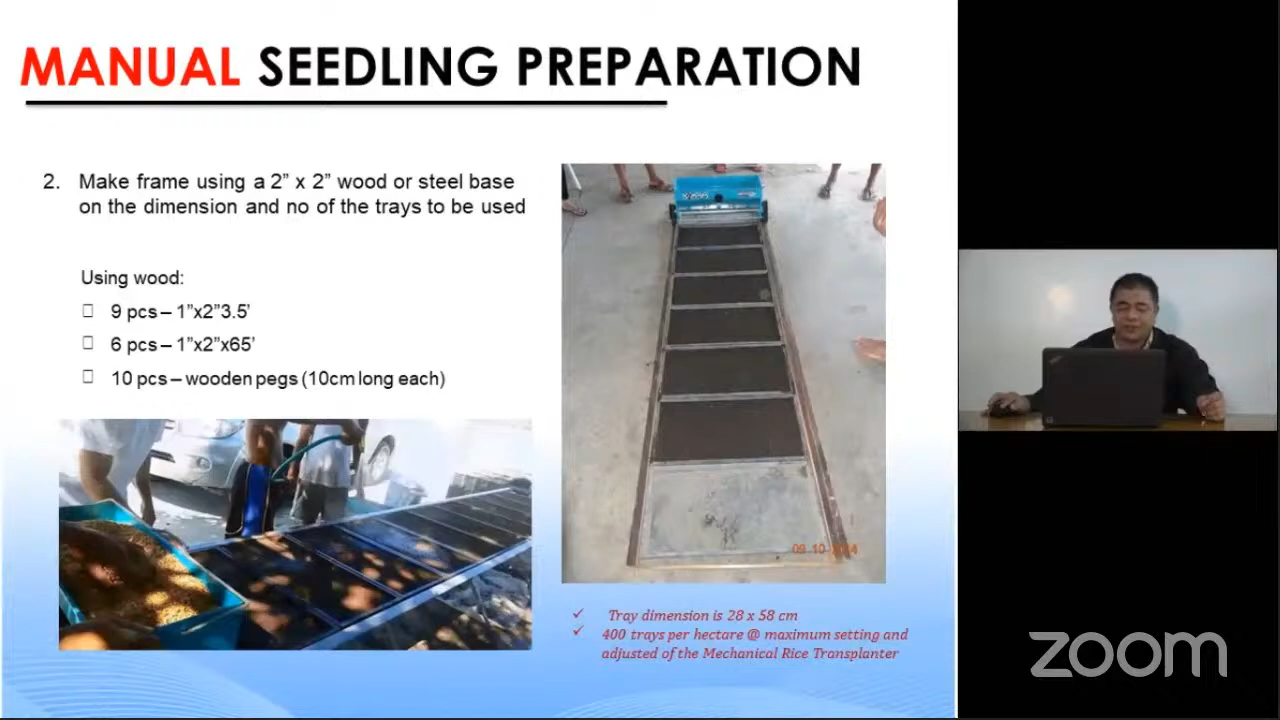 MANUAL SEEDLING PREPARATION
2. Make frame using a 2” x 2” wood or steel base
on the dimension and no of the trays to be used
Using wood:
9 pcs – 1”x2”3.5’
6 pcs – 1”x2”x65’
10 pcs – wooden pegs (10cm long each)
✓ Tray dimension is 28 x 58 cm
✓ 400 trays per hectare @ maximum setting and
adjusted of the Mechanical Rice Transplanter
zoom